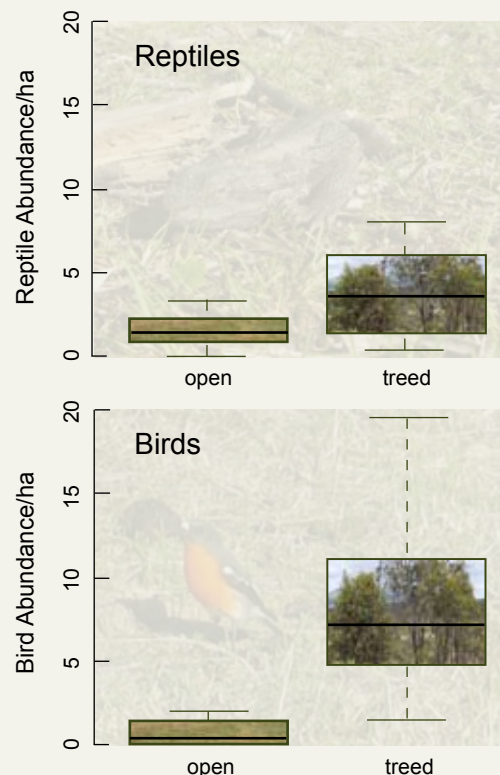 Reptiles
Reptile Abundance/ha
20
15
10
5
0
open treed
Birds
Bird Abundance/ha
20
15
10
5
0
open treed